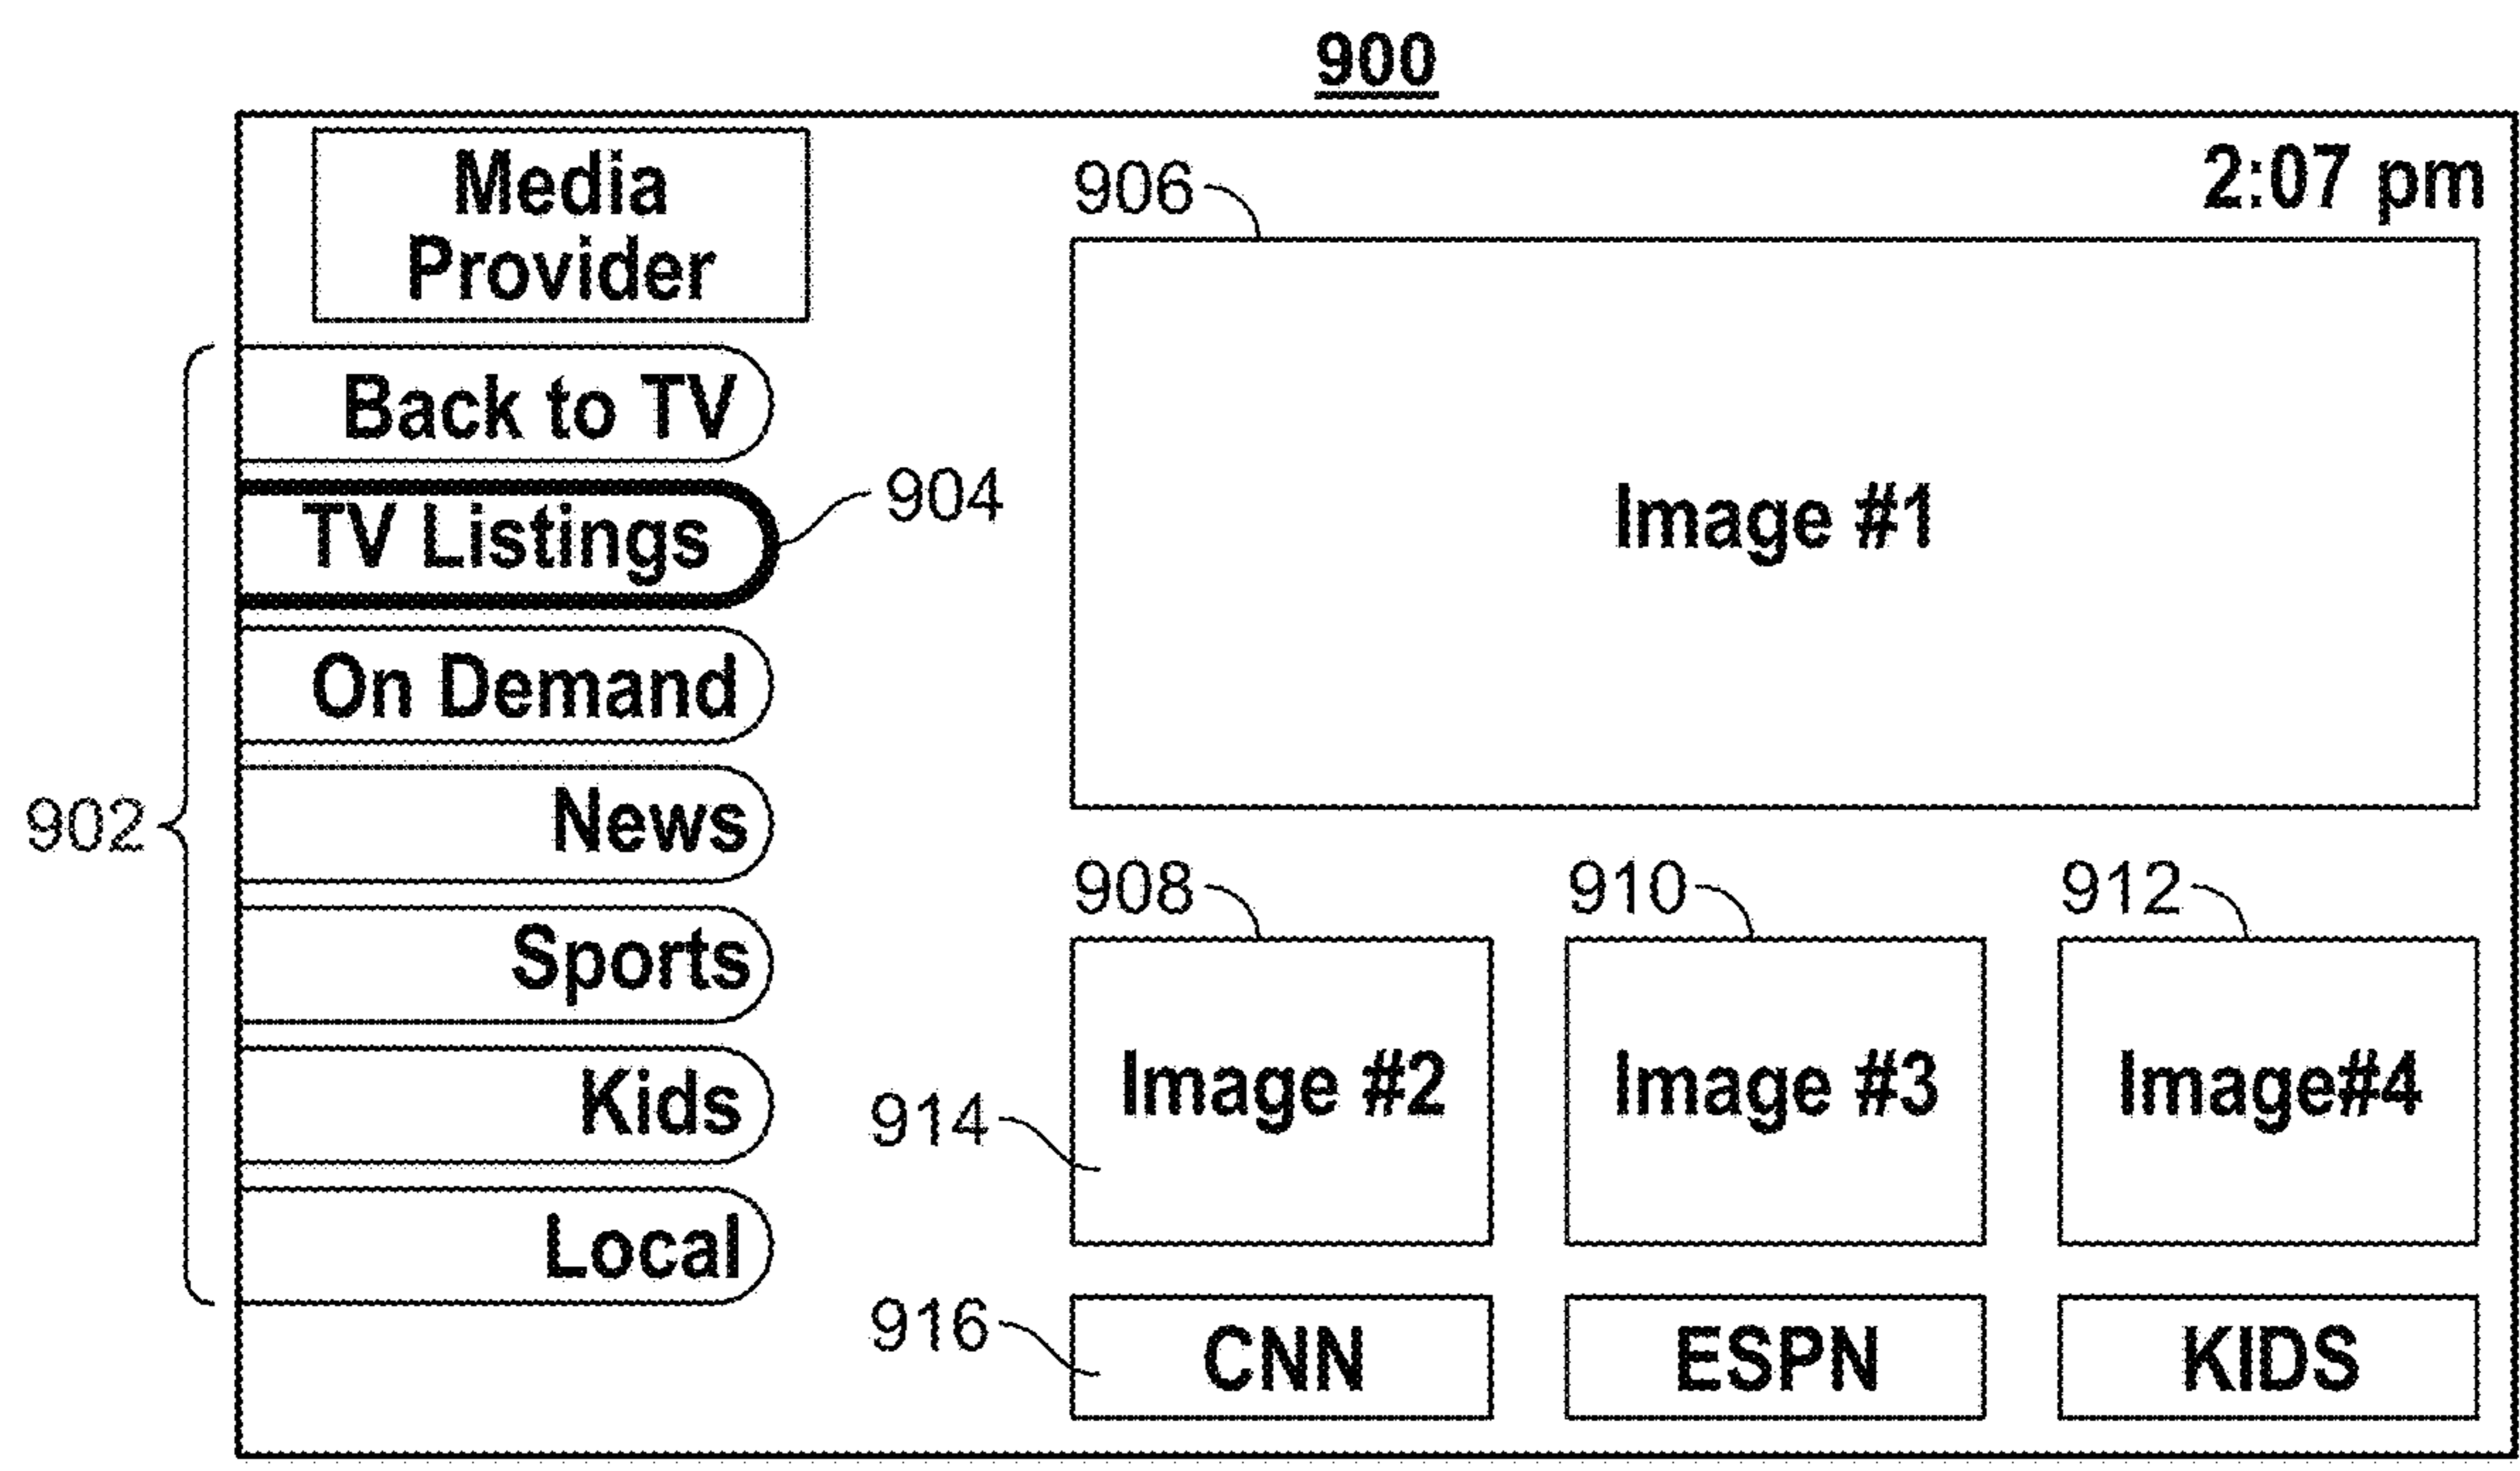 900
Media
Provider
2:07 pm
906
Back to TV
TV Listings
904
Image #1
On Demand
News
902
908
910
912
Sports
Image #2
Image #3
Image#4
Kids
914
Local
916
CNN
ESPN
KIDS